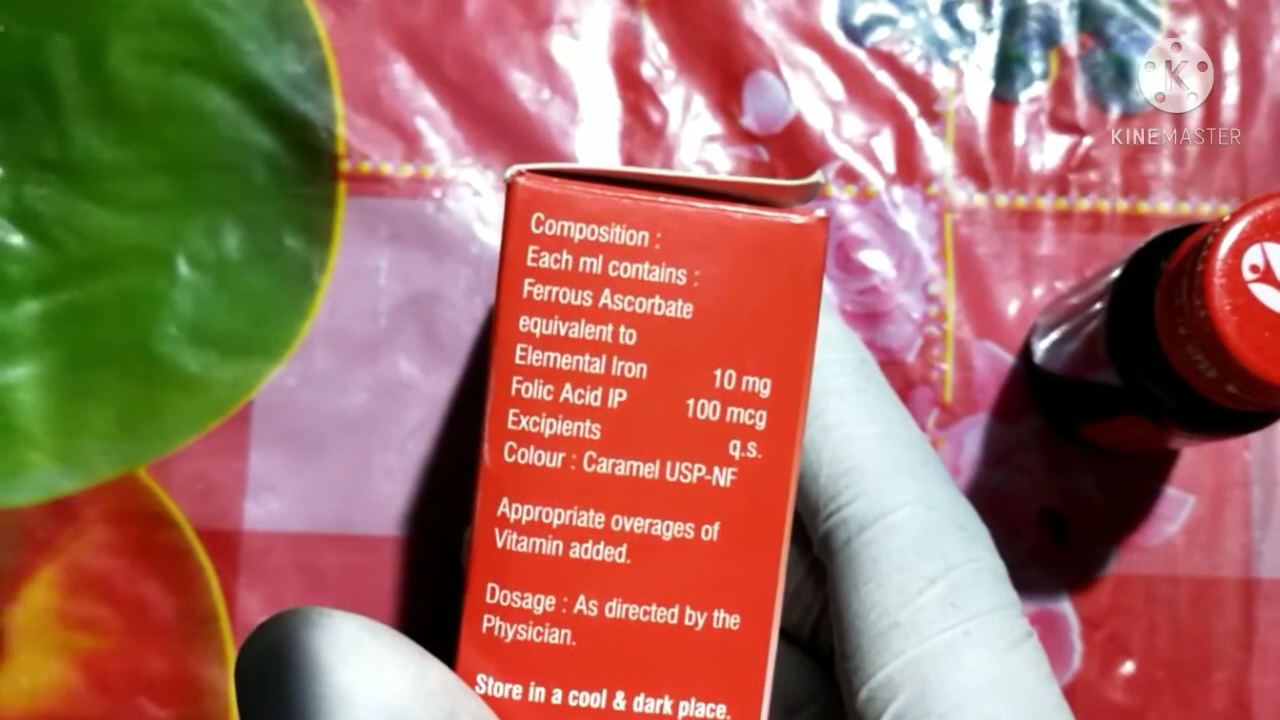 KINEMASTER
Composition :
Each ml contains :
Ferrous Ascorbate
equivalent to
Elemental Iron 10 mg
Folic Acid IP 100 mcg
Excipients q.s.
Colour : Caramel USP-NF
Appropriate overages of
Vitamin added.
Dosage : As directed by the
Physician.
Store in a cool & dark place.